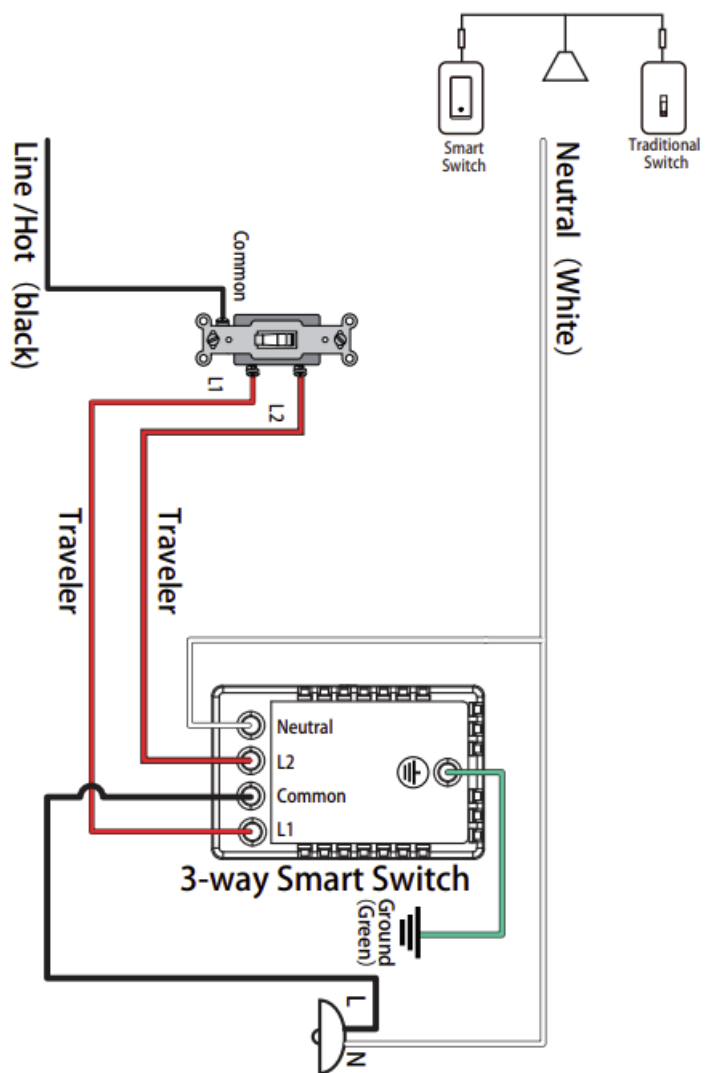 Smart
Switch
Traditional
Switch
Line /Hot (black)
Neutral (White)
Common
L1
L2
Traveler
Traveler
Neutral
L2
Common
L1
3-way Smart Switch
Ground
(Green)
L
N